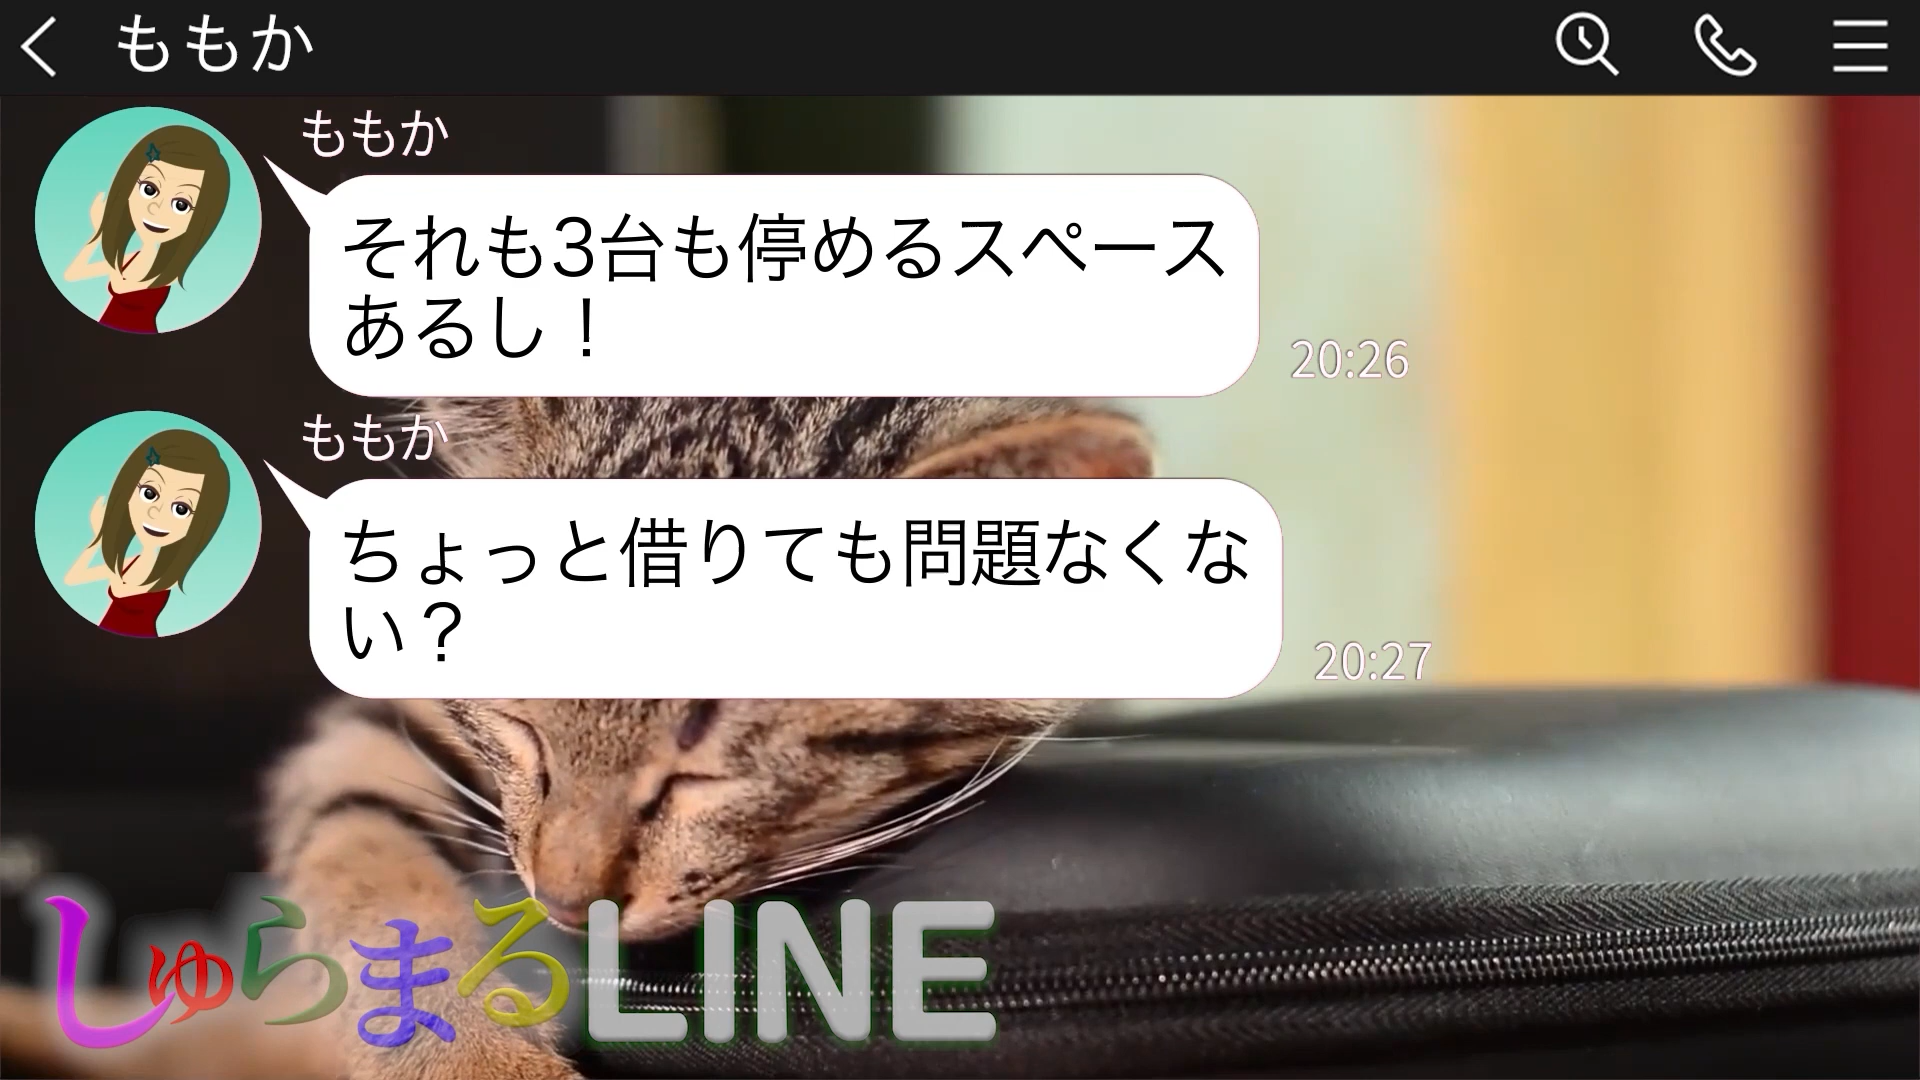 ももか
ももか
それも3台も停めるスペース
あるし！
20:26
ももか
ちょっと借りても問題なくな
い？
20:27
しゅらまるLINE